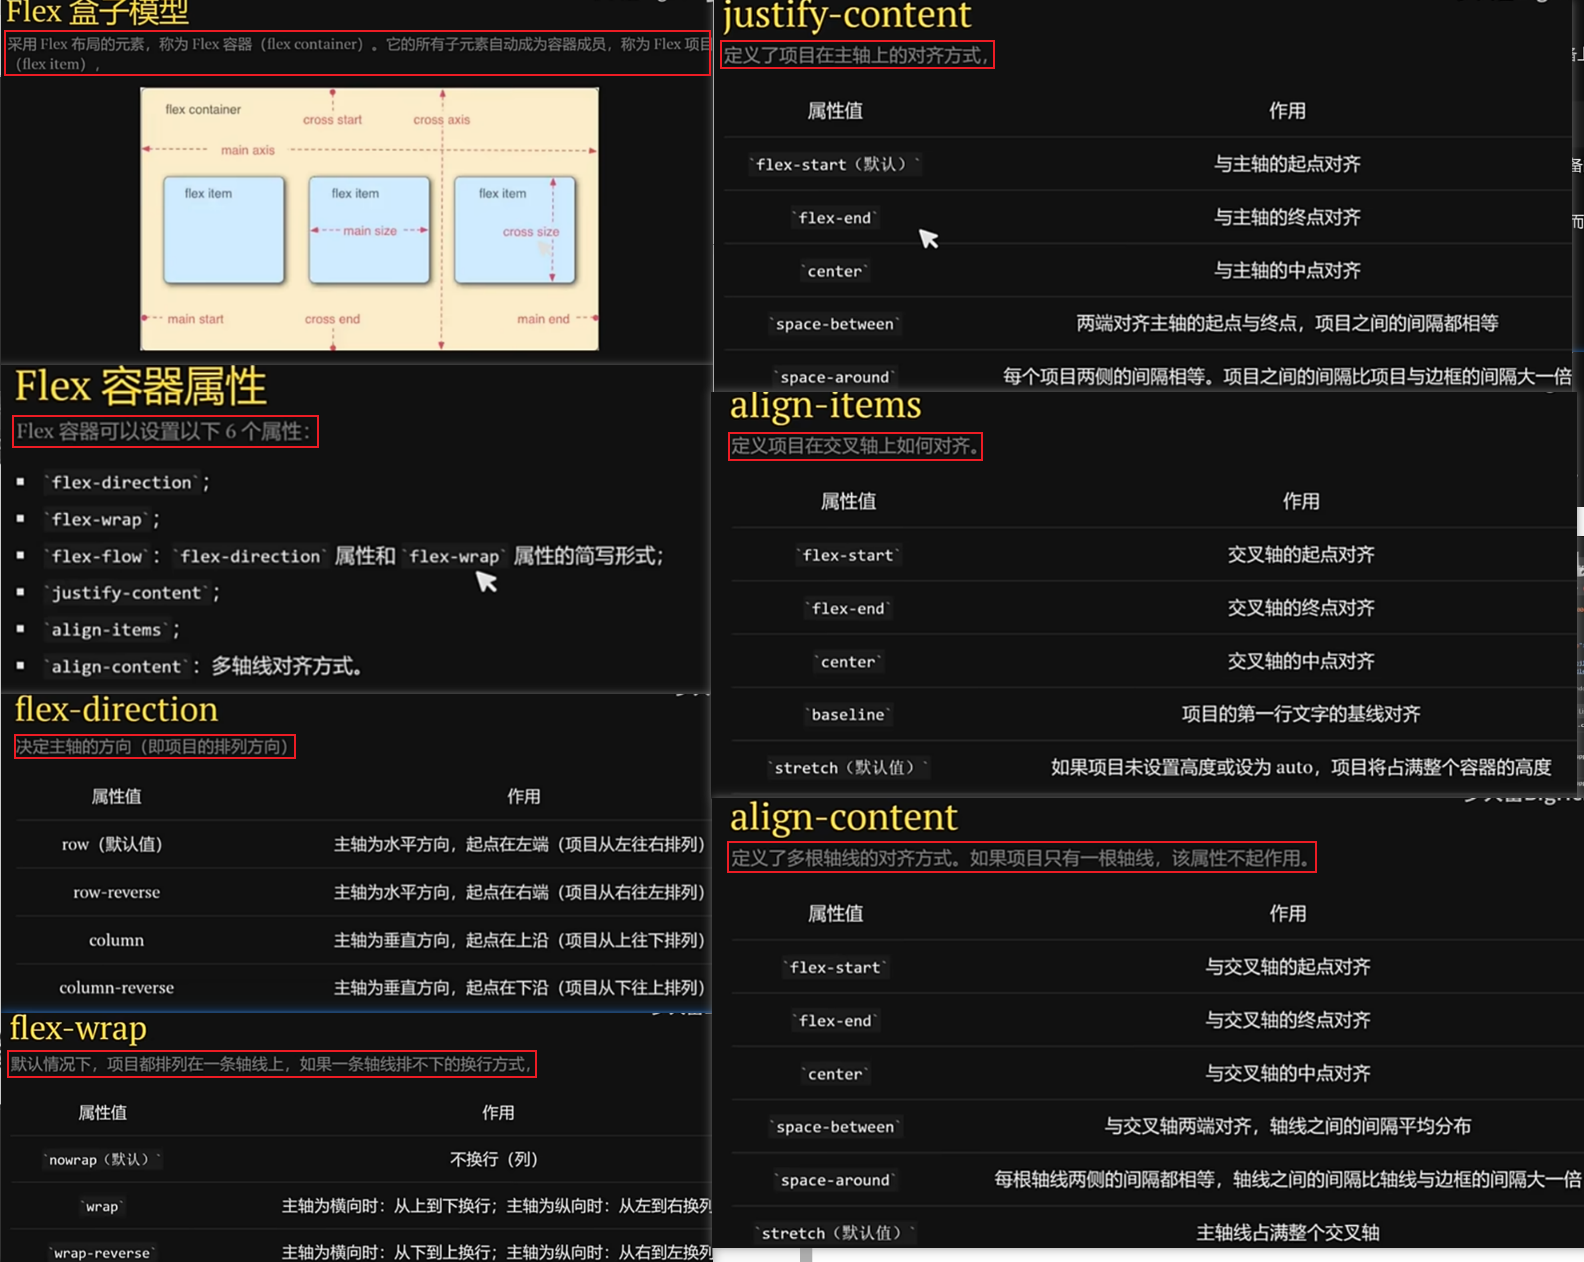 Flex 盒子模型
采用 Flex 布局的元素，称为 Flex 容器（flex container）。它的所有子元素自动成为容器成员，称为 Flex 项目
（flex item），
flex container
cross start
cross axis
main axis
flex item
flex item
flex item
main size
cross size
main start
cross end
main end
Flex 容器属性
Flex 容器可以设置以下 6 个属性：
`flex-direction`；
`flex-wrap`；
`flex-flow`：`flex-direction` 属性和 `flex-wrap` 属性的简写形式；
`justify-content`；
`align-items`；
`align-content`：多轴线对齐方式。
flex-direction
决定主轴的方向（即项目的排列方向）
属性值 作用
row（默认值） 主轴为水平方向，起点在左端（项目从左往右排列）
row-reverse 主轴为水平方向，起点在右端（项目从右往左排列）
column 主轴为垂直方向，起点在上沿（项目从上往下排列）
column-reverse 主轴为垂直方向，起点在下沿（项目从下往上排列）
flex-wrap
默认情况下，项目都排列在一条轴线上，如果一条轴线排不下的换行方式，
属性值 作用
`nowrap（默认）` 不换行（列）
`wrap` 主轴为横向时：从上到下换行；主轴为纵向时：从左到右换列
`wrap-reverse` 主轴为横向时：从下到上换行；主轴为纵向时：从右到左换列
justify-content
定义了项目在主轴上的对齐方式，
属性值 作用
`flex-start（默认）` 与主轴的起点对齐
`flex-end` 与主轴的终点对齐
`center` 与主轴的中点对齐
`space-between` 两端对齐主轴的起点与终点，项目之间的间隔都相等
`space-around` 每个项目两侧的间隔相等。项目之间的间隔比项目与边框的间隔大一倍
align-items
定义项目在交叉轴上如何对齐。
属性值 作用
`flex-start` 交叉轴的起点对齐
`flex-end` 交叉轴的终点对齐
`center` 交叉轴的中点对齐
`baseline` 项目的第一行文字的基线对齐
`stretch（默认值）` 如果项目未设置高度或设为 auto，项目将占满整个容器的高度
align-content
定义了多根轴线的对齐方式。如果项目只有一根轴线，该属性不起作用。
属性值 作用
`flex-start` 与交叉轴的起点对齐
`flex-end` 与交叉轴的终点对齐
`center` 与交叉轴的中点对齐
`space-between` 与交叉轴两端对齐，轴线之间的间隔平均分布
`space-around` 每根轴线两侧的间隔都相等，轴线之间的间隔比轴线与边框的间隔大一倍
`stretch（默认值）` 主轴线占满整个交叉轴